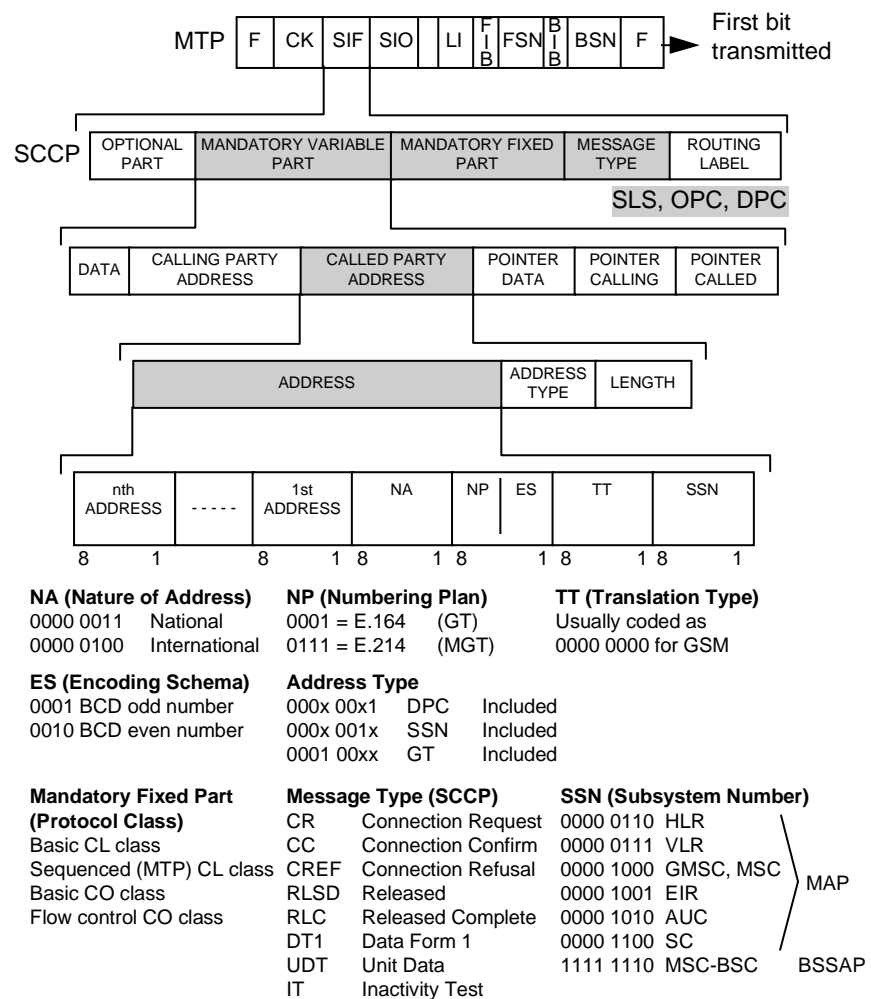 MTP F CK SIF SIO LI FIB FSN BIB BSN F First bit transmitted
SCCP OPTIONAL PART MANDATORY VARIABLE PART MANDATORY FIXED PART MESSAGE TYPE ROUTING LABEL
SLS, OPC, DPC
DATA CALLING PARTY ADDRESS CALLED PARTY ADDRESS POINTER DATA POINTER CALLING POINTER CALLED
ADDRESS ADDRESS TYPE LENGTH
nth ADDRESS - - - - - 1st ADDRESS NA NP ES TT SSN
8 1 8 1 8 1 8 1 8 1 8 1
NA (Nature of Address)
0000 0011 National
0000 0100 International
NP (Numbering Plan)
0001 = E.164 (GT)
0111 = E.214 (MGT)
TT (Translation Type)
Usually coded as
0000 0000 for GSM
ES (Encoding Schema)
0001 BCD odd number
0010 BCD even number
Address Type
000x 00x1 DPC Included
000x 001x SSN Included
0001 00xx GT Included
Mandatory Fixed Part
(Protocol Class)
Basic CL class
Sequenced (MTP) CL class
Basic CO class
Flow control CO class
Message Type (SCCP)
CR Connection Request
CC Connection Confirm
CREF Connection Refusal
RLSD Released
RLC Released Complete
DT1 Data Form 1
UDT Unit Data
IT Inactivity Test
SSN (Subsystem Number)
0000 0110 HLR
0000 0111 VLR
0000 1000 GMSC, MSC
0000 1001 EIR
0000 1010 AUC
0000 1100 SC
MAP
1111 1110 MSC-BSC BSSAP